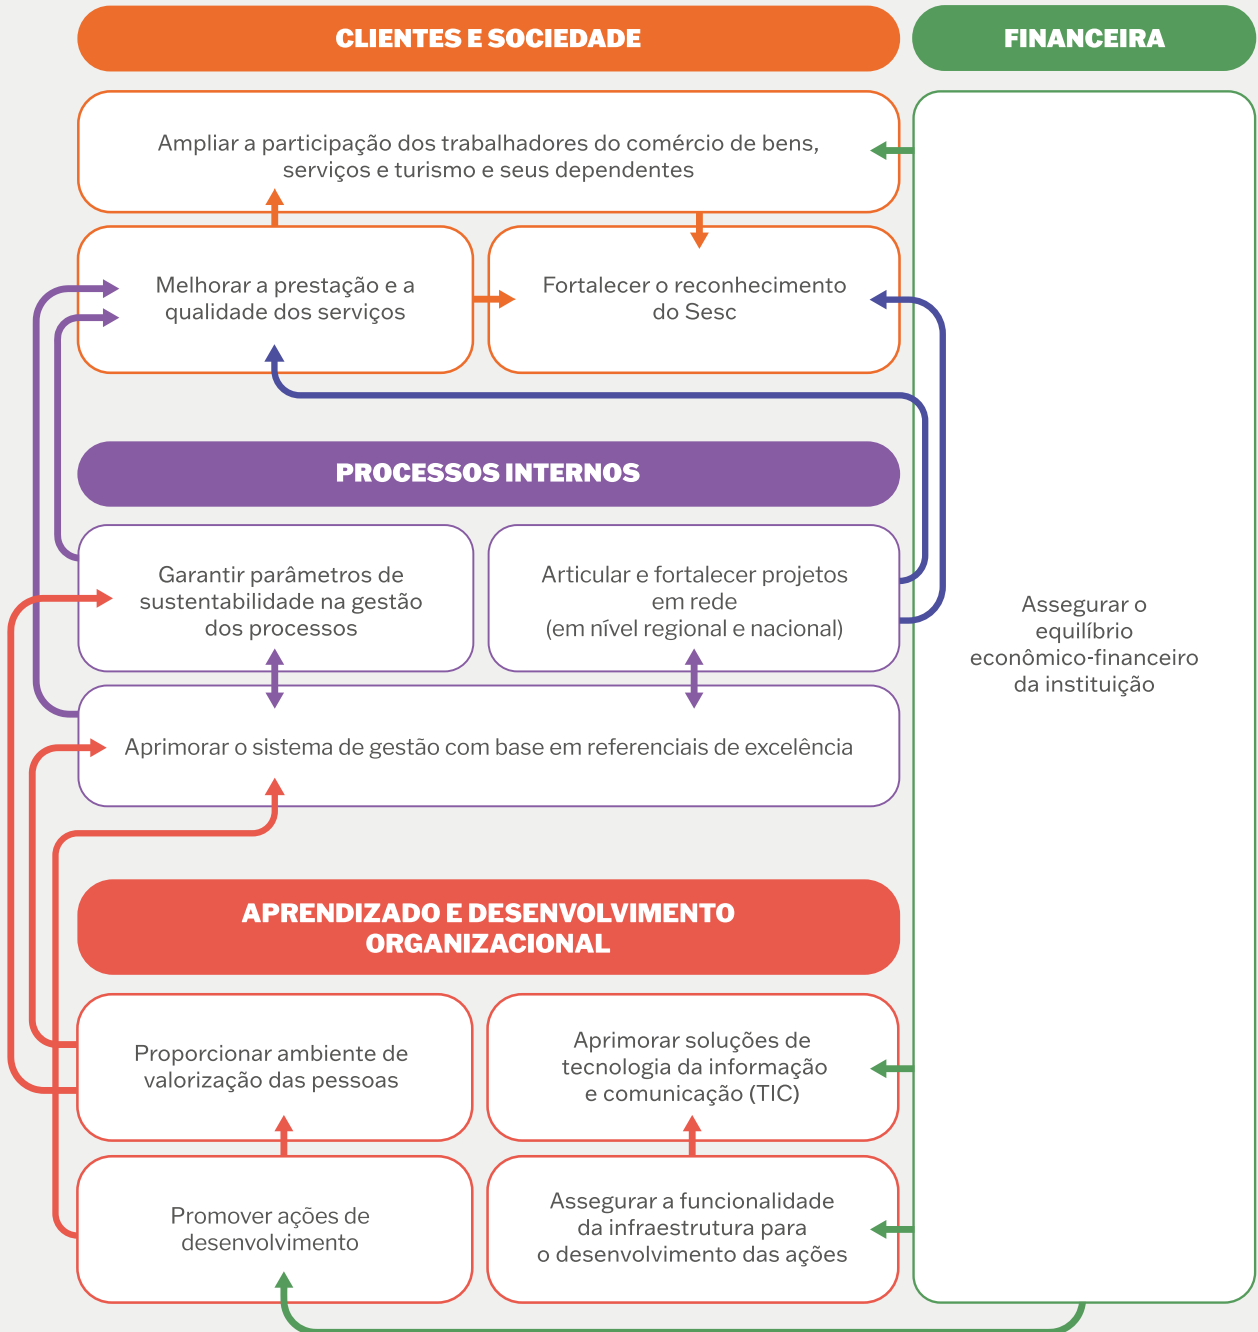 CLIENTES E SOCIEDADE
FINANCEIRA
Ampliar a participação dos trabalhadores do comércio de bens,
serviços e turismo e seus dependentes
Melhorar a prestação e a
qualidade dos serviços
Fortalecer o reconhecimento
do Sesc
PROCESSOS INTERNOS
Garantir parâmetros de
sustentabilidade na gestão
dos processos
Articular e fortalecer projetos
em rede
(em nível regional e nacional)
Aprimorar o sistema de gestão com base em referenciais de excelência
Assegurar o
equilíbrio
econômico-financeiro
da instituição
APRENDIZADO E DESENVOLVIMENTO
ORGANIZACIONAL
Proporcionar ambiente de
valorização das pessoas
Aprimorar soluções de
tecnologia da informação
e comunicação (TIC)
Promover ações de
desenvolvimento
Assegurar a funcionalidade
da infraestrutura para
o desenvolvimento das ações